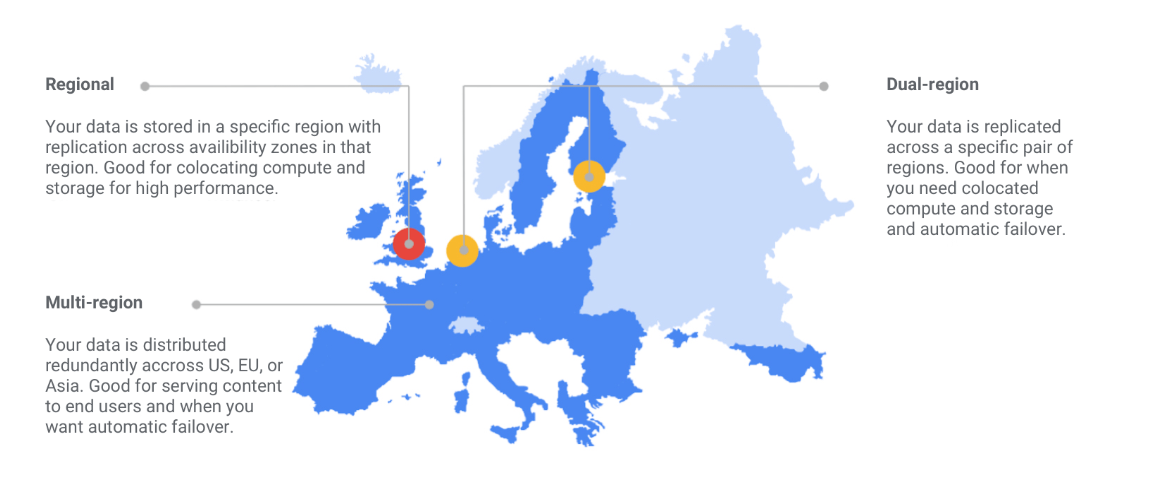 Regional
Your data is stored in a specific region with
replication across availibility zones in that
region. Good for colocating compute and
storage for high performance.
Multi-region
Your data is distributed
redundantly accross US, EU, or
Asia. Good for serving content
to end users and when you
want automatic failover.
Dual-region
Your data is replicated
across a specific pair of
regions. Good for when
you need colocated
compute and storage
and automatic failover.